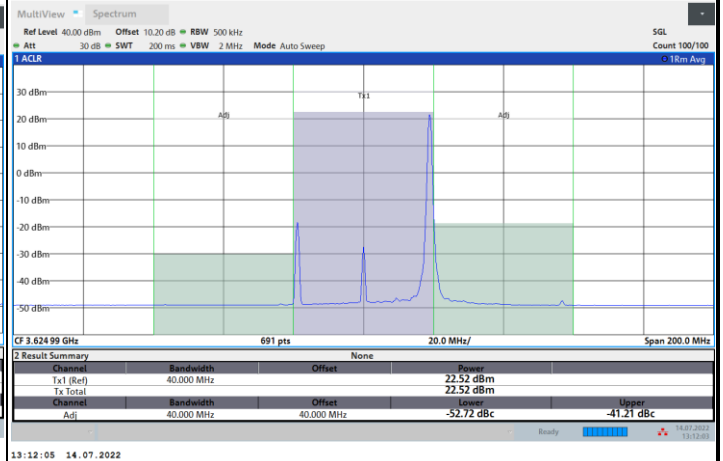 MultiView Spectrum
Ref Level 40.00 dBm Offset 10.20 dB RBW 500 kHz SGL
Att 30 dB SWT 200 ms VBW 2 MHz Mode Auto Sweep Count 100/100
1 ACLR 1Rm Avg
Tx1
Adj Adj
30 dBm
20 dBm
10 dBm
0 dBm
-10 dBm
-20 dBm
-30 dBm
-40 dBm
-50 dBm
CF 3.624 99 GHz 691 pts 20.0 MHz/ Span 200.0 MHz
2 Result Summary None
Channel Bandwidth Offset Power
Tx1 (Ref) 40.000 MHz 22.52 dBm
Tx Total 22.52 dBm
Channel Bandwidth Offset Lower Upper
Adj 40.000 MHz 40.000 MHz -52.72 dBc -41.21 dBc
Ready 14.07.2022
13:12:03
13:12:05 14.07.2022